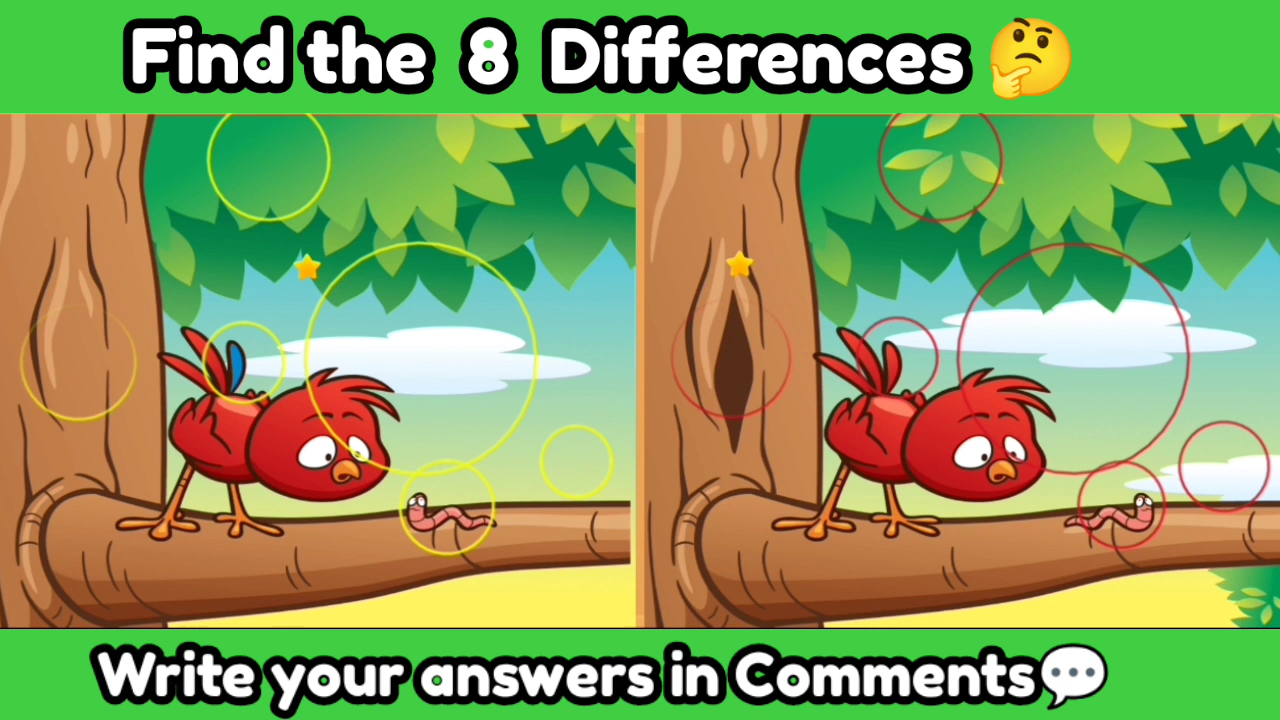 Find the 8 Differences 🤔
Write your answers in Comments💬